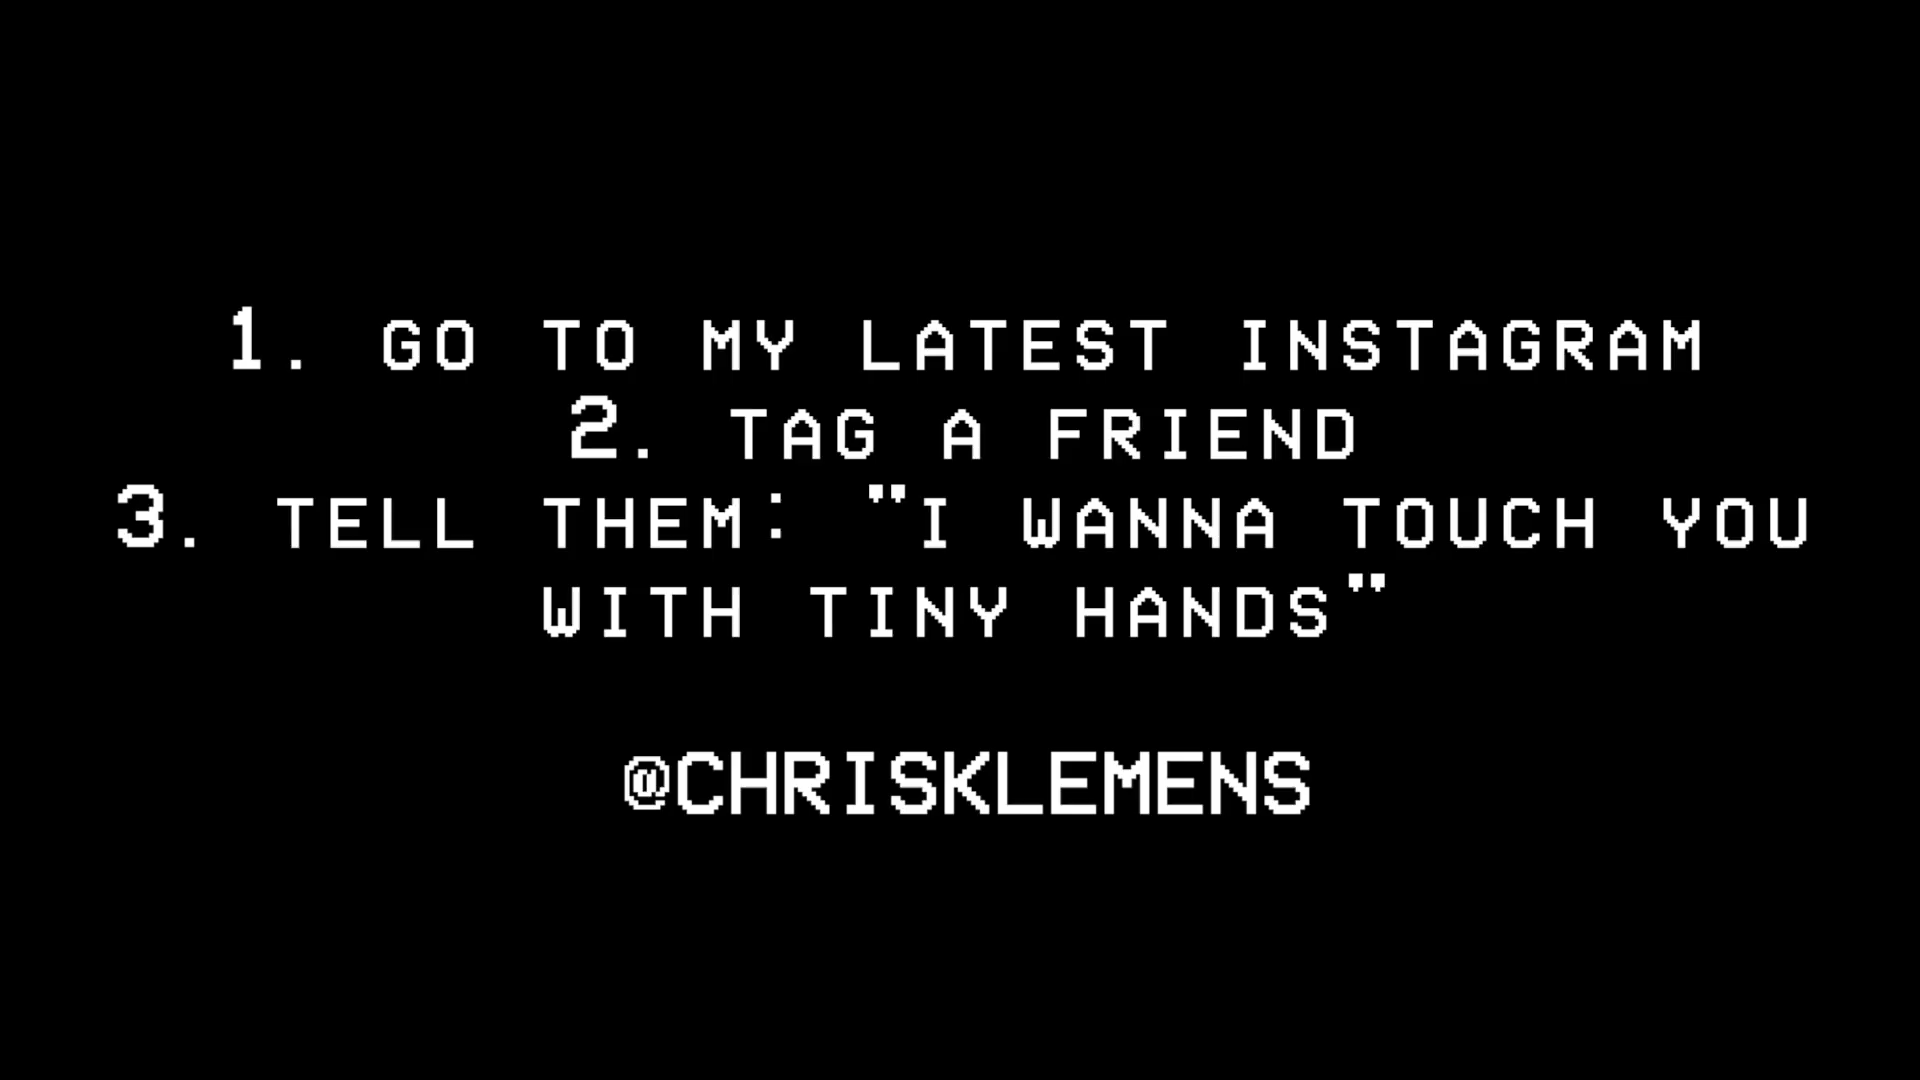 1. GO TO MY LATEST INSTAGRAM
2. TAG A FRIEND
3. TELL THEM: "I WANNA TOUCH YOU
WITH TINY HANDS"
@CHRISKLEMENS